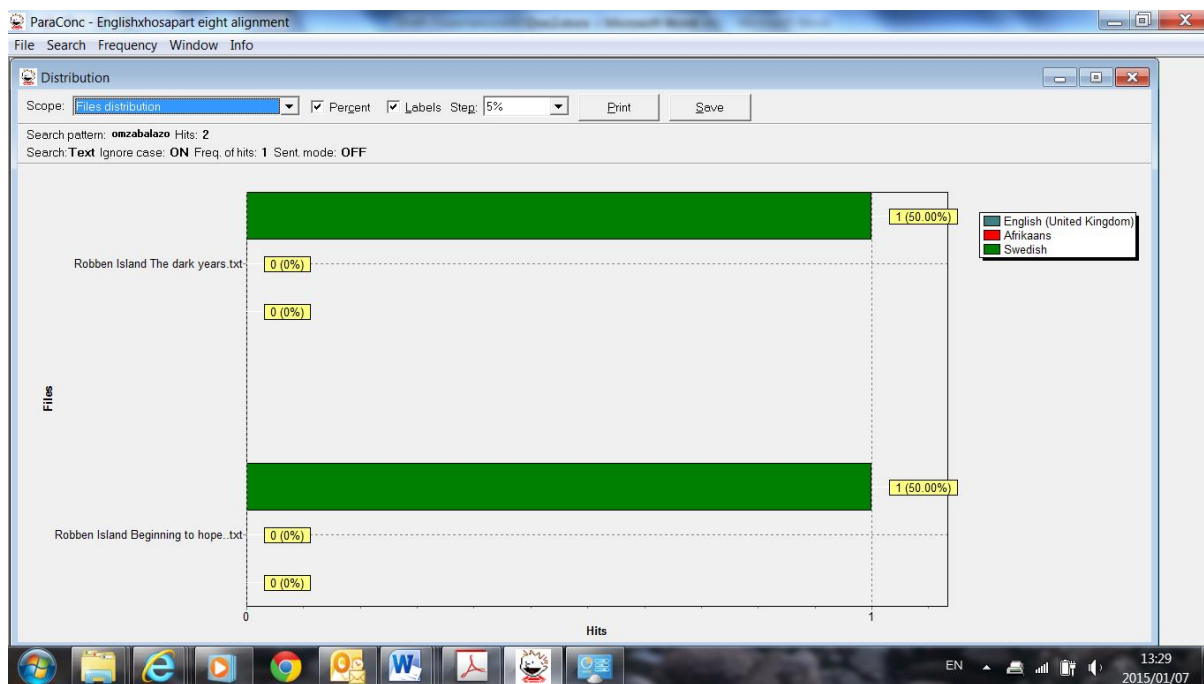 ParaConc - Englishxhosapart eight alignment
File Search Frequency Window Info
Distribution
Scope: Files distribution Percent Labels Step: 5% Print Save
Search pattern: omzabalazo Hits: 2
Search:Text Ignore case: ON Freq. of hits: 1 Sent. mode: OFF
1 (50.00%)
English (United Kingdom)
Afrikaans
Swedish
Robben Island The dark years.txt
0 (0%)
0 (0%)
Files
1 (50.00%)
Robben Island Beginning to hope..txt
0 (0%)
0 (0%)
0 1
Hits
EN
13:29
2015/01/07